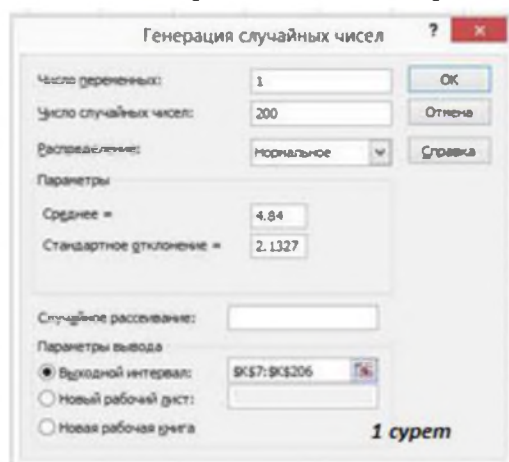 Генерация случайных чисел ? ×
Число переменных: 1 ОК
Число случайных чисел: 200 Отмена
Распределение: Нормальное Справка
Параметры
Среднее = 4.84
Стандартное отклонение = 2.1327
Случайное рассеивание:
Параметры вывода
Выходной интервал: $K$7:$K$206
Новый рабочий лист:
Новая рабочая книга
1 сурет